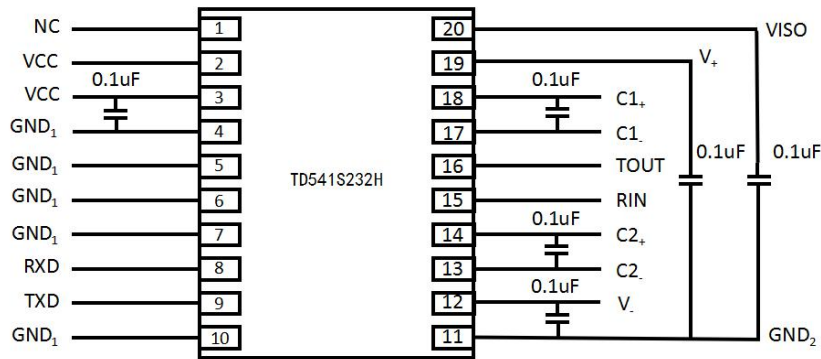 NC 1 20 VISO
VCC 2 19 V+
0.1uF 0.1uF
VCC 3 18 C1+
GND1 4 17 C1-
0.1uF 0.1uF
GND1 5 16 TOUT
TD541S232H
GND1 6 15 RIN
0.1uF
GND1 7 14 C2+
RXD 8 13 C2-
0.1uF
TXD 9 12 V-
GND1 10 11 GND2